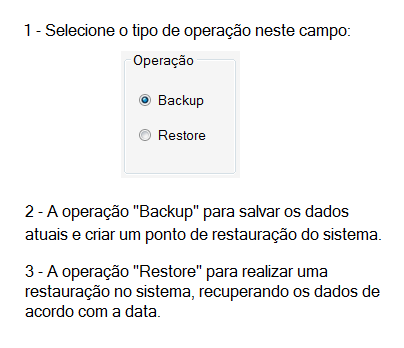 1 - Selecione o tipo de operação neste campo:
Operação
Backup
Restore
2 - A operação "Backup" para salvar os dados
atuais e criar um ponto de restauração do sistema.
3 - A operação "Restore" para realizar uma
restauração no sistema, recuperando os dados de
acordo com a data.